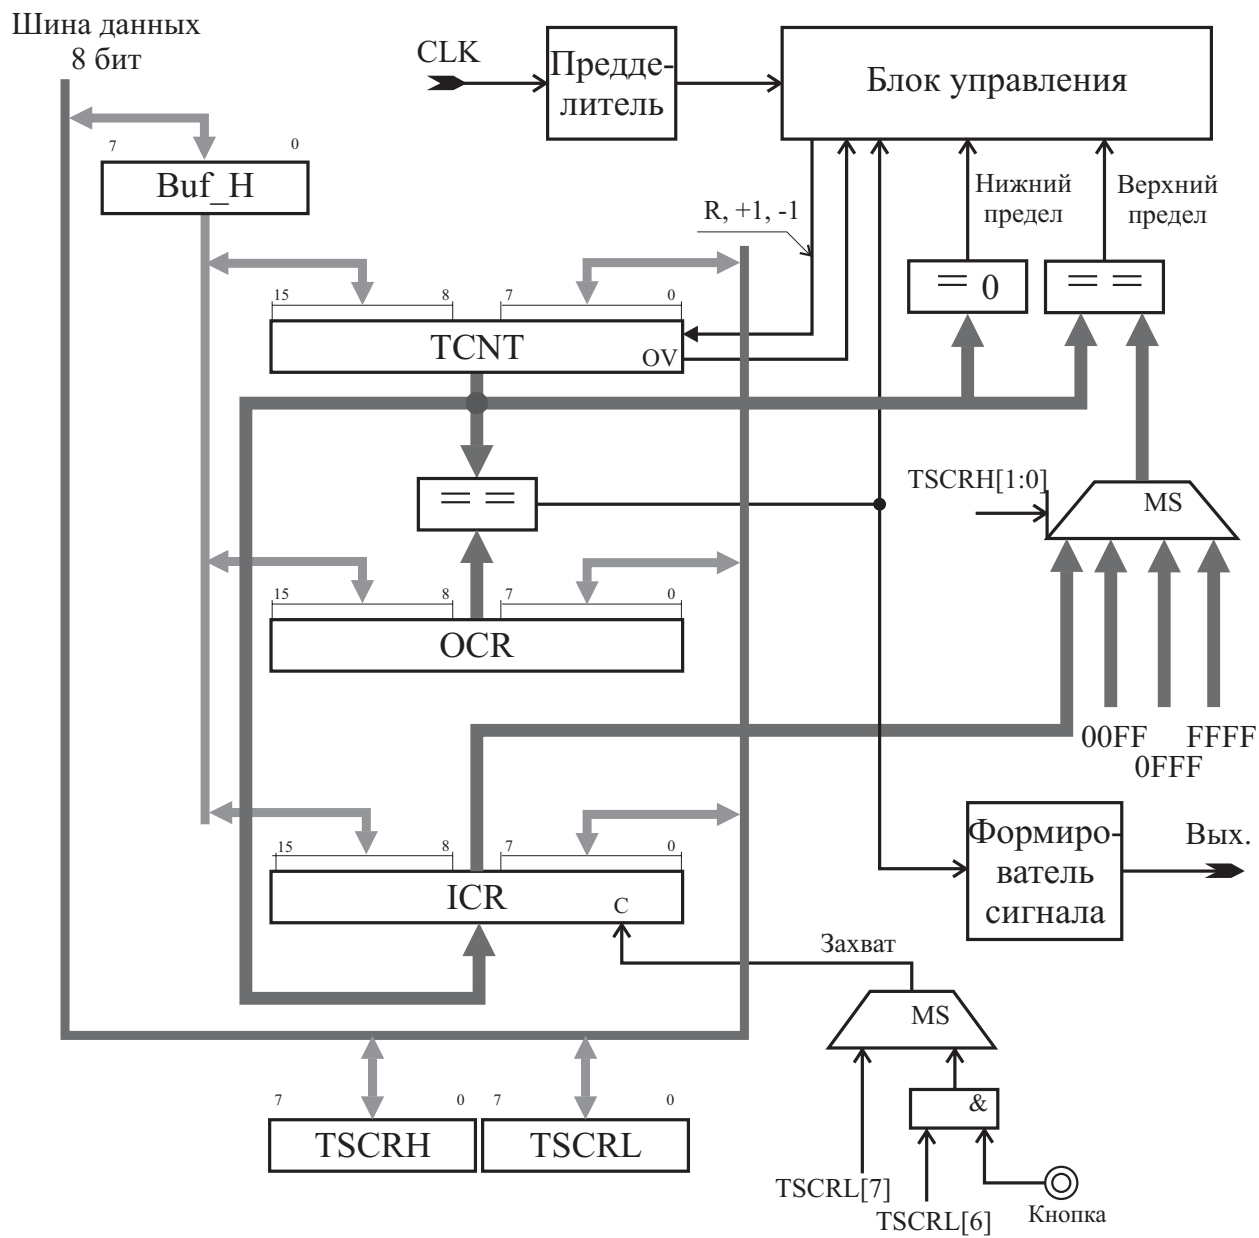 Шина данных
8 бит
CLK
Предде-
литель
Блок управления
7 0
Buf_H
R, +1, -1
Нижний
предел
Верхний
предел
= 0
= =
15 8 7 0
TCNT
OV
= =
TSCRH[1:0]
MS
15 8 7 0
OCR
00FF FFFF
0FFF
15 8 7 0
ICR
C
Формиро-
ватель
сигнала
Вых.
Захват
MS
&
7 0 7 0
TSCRH TSCRL
TSCRL[7]
TSCRL[6]
Кнопка